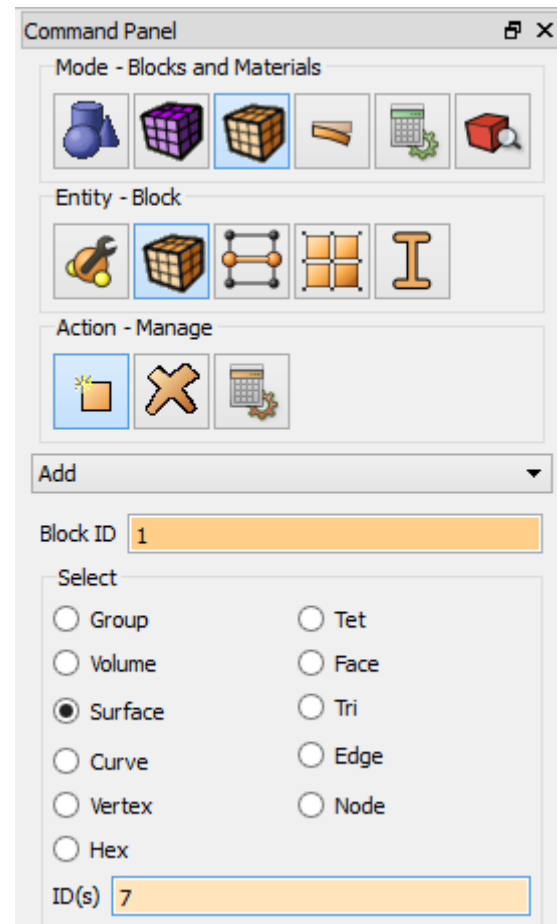 Command Panel
Mode - Blocks and Materials
Entity - Block
Action - Manage
Add
Block ID 1
Select
Group Tet
Volume Face
Surface Tri
Curve Edge
Vertex Node
Hex
ID(s) 7